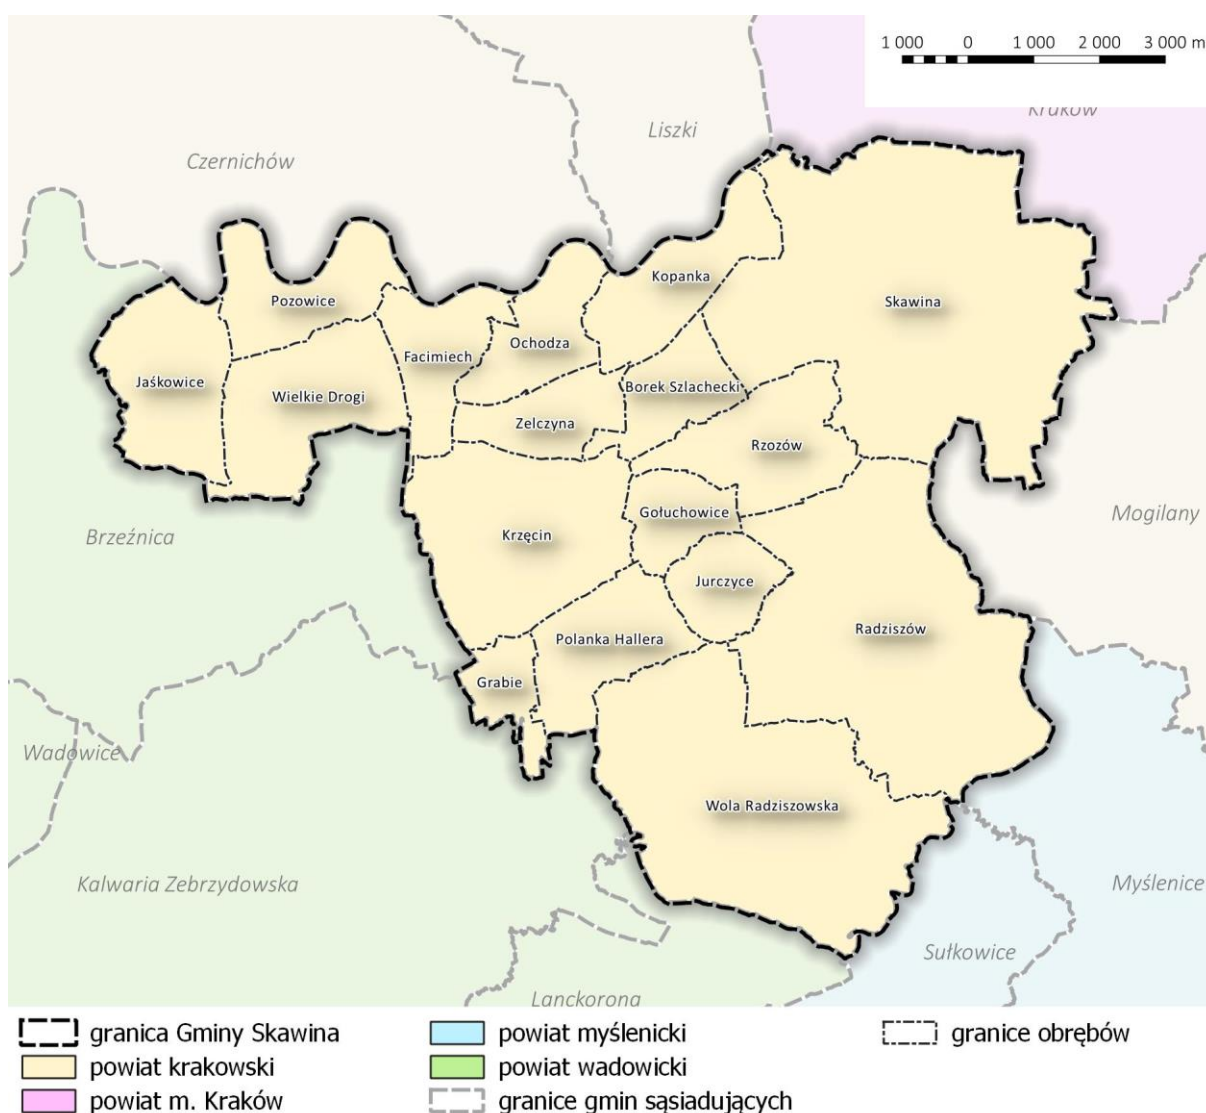 1 000 0 1 000 2 000 3 000 m
Kraków
Liszki
Czernichów
Kopanka
Pozowice
Skawina
Ochodza
Facimiech
Jaśkowice
Borek Szlachecki
Wielkie Drogi
Zelczyna
Rzozów
Gołuchowice
Mogilany
Krzęcin
Brzeźnica
Jurczyce
Radziszów
Polanka Hallera
Grabie
Wadowice
Wola Radziszowska
Kalwaria Zebrzydowska
Myślenice
Sułkowice
Lanckorona
granica Gminy Skawina
powiat krakowski
powiat m. Kraków
powiat myślenicki
powiat wadowicki
granice gmin sąsiadujących
granice obrębów